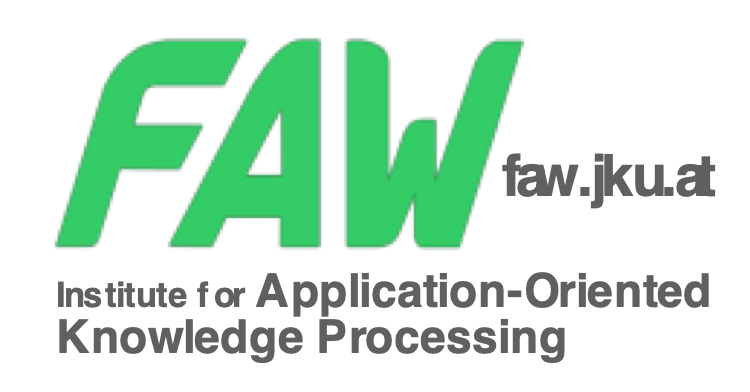 FAW
faw.jku.at
Institute for Application-Oriented
Knowledge Processing